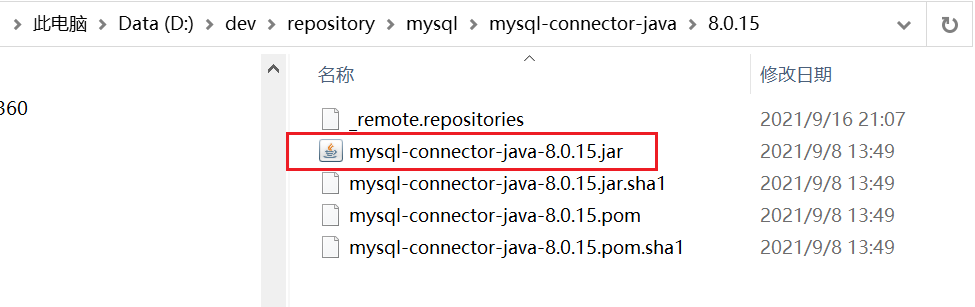 此电脑 > Data (D:) > dev > repository > mysql > mysql-connector-java > 8.0.15
360
名称 修改日期
_remote.repositories 2021/9/16 21:07
mysql-connector-java-8.0.15.jar 2021/9/8 13:49
mysql-connector-java-8.0.15.jar.sha1 2021/9/8 13:49
mysql-connector-java-8.0.15.pom 2021/9/8 13:49
mysql-connector-java-8.0.15.pom.sha1 2021/9/8 13:49